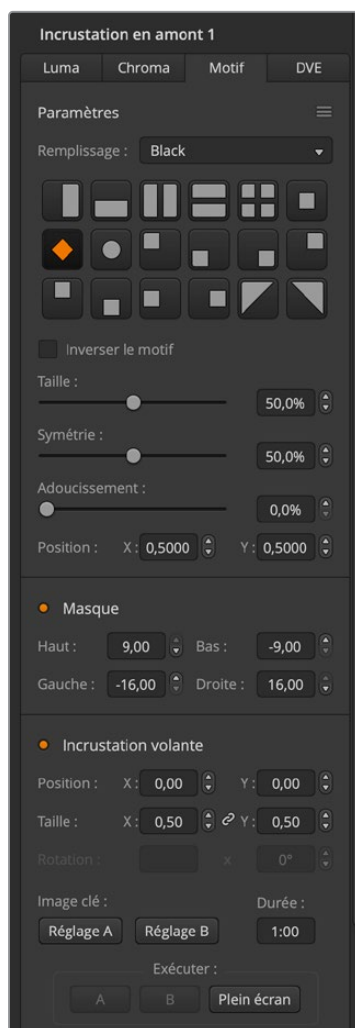 Incrustation en amont 1
Luma Chroma Motif DVE
Paramètres
Remplissage : Black
Inverser le motif
Taille :
50,0%
Symétrie :
50,0%
Adoucissement :
0,0%
Position : X : 0,5000 Y : 0,5000
Masque
Haut : 9,00 Bas : -9,00
Gauche : -16,00 Droite : 16,00
Incrustation volante
Position : X : 0,00 Y : 0,00
Taille : X : 0,50 Y : 0,50
Rotation : x 0°
Image clé : Durée :
Réglage A Réglage B 1:00
Exécuter :
A B Plein écran